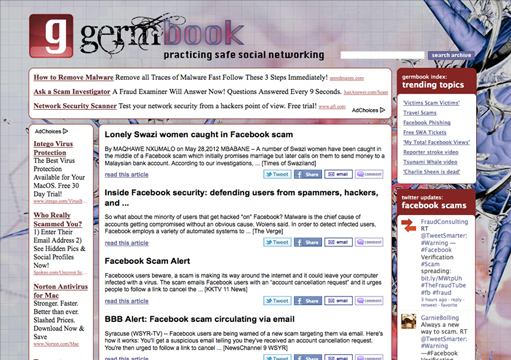 g germbook
practicing safe social networking
search archive
How to Remove Malware Remove all Traces of Malware Fast Follow These 3 Steps Immediately!
Ask a Scam Investigator A Fraud Examiner Will Answer Now! Questions Answered Every 9 Seconds. JustAnswer.com/Scam
Network Security Scanner Test your network security from a hackers point of view. Free trial! www.gfi.com
AdChoices
germbook index:
trending topics
'Victims Scam Victims'
Travel Scams
Facebook Phishing
Free SWA Tickets
'My Total Facebook Views'
Reporter stroke video
Tsunami Whale video
'Charlie Sheen is dead'
AdChoices
Intego Virus
Protection
The Best Virus
Protection
Available for Your
MacOS. Free 30
Day Trial!
Who Really
Scammed You?
1) Enter Their
Email Address 2)
See Hidden Pics &
Social Profiles
Now!
Norton Antivirus
for Mac
Stronger. Faster.
Better than ever.
Slashed Prices.
Download Now &
Save
www.Norton.com
Lonely Swazi women caught in Facebook scam
By MAQHAWE NXUMALO on May 28,2012 MBABANE – A number of Swazi women have been caught in
the middle of a Facebook scam which initially promises marriage but later calls on them to send money to a
Malaysian bank account. According to our investigations, ... [Times of Swaziland]
read this article
Tweet Share email comment
Inside Facebook security: defending users from spammers, hackers,
and ...
So what about the minority of users that get hacked "on" Facebook? Malware is the chief cause of
accounts getting compromised without an obvious cause, Wolens said. In order to detect infected users,
Facebook employs a variety of automated systems to ... [The Verge]
read this article
Tweet Share email comment
Facebook Scam Alert
Facebook users beware, a scam is making its way around the internet and it could leave your computer
infected with a virus. The scam emails Facebook users with an "account cancellation request" and it urges
people to follow a link to cancel the ... [KKTV 11 News]
read this article
Tweet Share email comment
BBB Alert: Facebook scam circulating via email
Syracuse (WSYR-TV) – Facebook users are being warned of a new scam targeting them via email. Here's
how it works: You'll get a suspicious email telling you they've received an account cancellation request.
You're then urged to follow a link to cancel ... [NewsChannel 9 WSYR]
read this article
Tweet Share email comment
twitter updates:
facebook scams
FraudConsulting
RT
@TweetSmarter:
#Warning
—#Facebook
Verification
#Scam
spreading:
bit.ly/MWtpUh
@TheFraudTube
#fb #fraud
3 hours ago · reply ·
retweet · favorite
GarnieBolling
Always a new
way to scam. RT
@TweetSmarter:
#Warning —
#Facebook